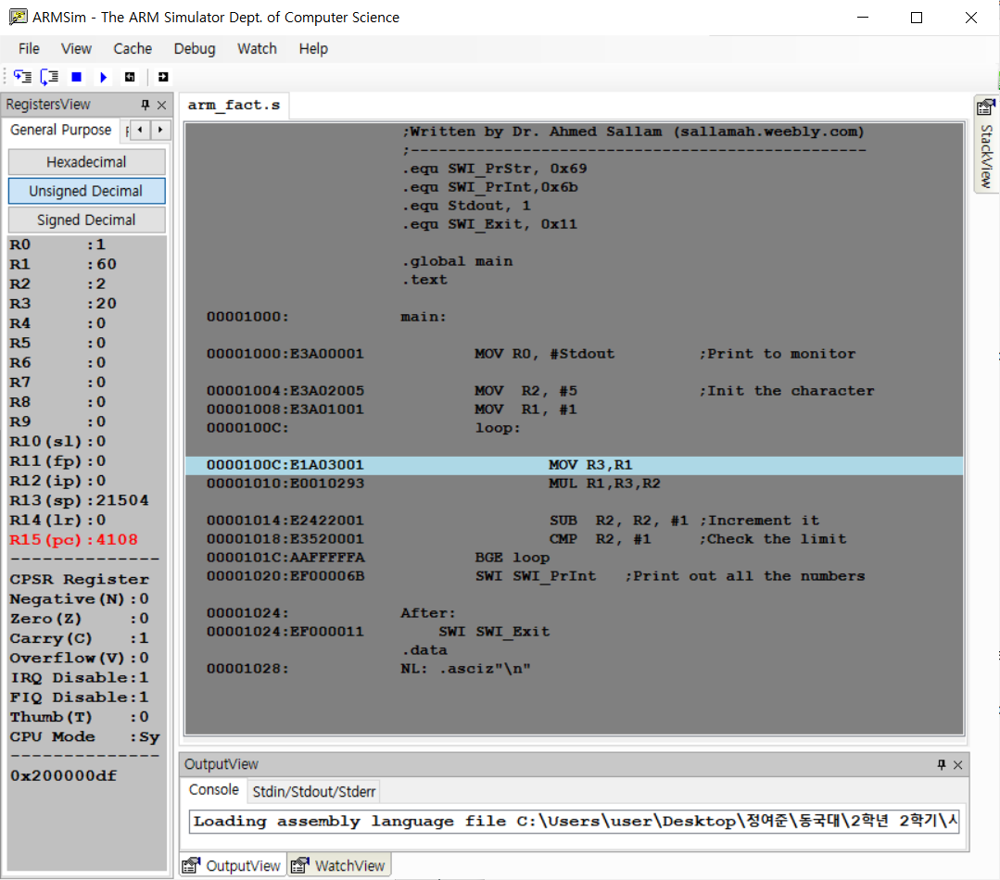 ARMSim - The ARM Simulator Dept. of Computer Science
File View Cache Debug Watch Help
RegistersView
General Purpose
Hexadecimal
Unsigned Decimal
Signed Decimal
R0 :1
R1 :60
R2 :2
R3 :20
R4 :0
R5 :0
R6 :0
R7 :0
R8 :0
R9 :0
R10(sl):0
R11(fp):0
R12(ip):0
R13(sp):21504
R14(lr):0
R15(pc):4108
---------------
CPSR Register
Negative(N):0
Zero(Z) :0
Carry(C) :1
Overflow(V):0
IRQ Disable:1
FIQ Disable:1
Thumb(T) :0
CPU Mode :Sy
---------------
0x200000df
arm_fact.s
;Written by Dr. Ahmed Sallam (sallamah.weebly.com)
;-------------------------------------------------
.equ SWI_PrStr, 0x69
.equ SWI_PrInt,0x6b
.equ Stdout, 1
.equ SWI_Exit, 0x11
.global main
.text
00001000: main:
00001000:E3A00001 MOV R0, #Stdout ;Print to monitor
00001004:E3A02005 MOV R2, #5 ;Init the character
00001008:E3A01001 MOV R1, #1
0000100C: loop:
0000100C:E1A03001 MOV R3,R1
00001010:E0010293 MUL R1,R3,R2
00001014:E2422001 SUB R2, R2, #1 ;Increment it
00001018:E3520001 CMP R2, #1 ;Check the limit
0000101C:AAFFFFFA BGE loop
00001020:EF00006B SWI SWI_PrInt ;Print out all the numbers
00001024: After:
00001024:EF000011 SWI SWI_Exit
.data
00001028: NL: .asciz"\n"
StackView
OutputView
Console Stdin/Stdout/Stderr
Loading assembly language file C:\Users\user\Desktop\정여준\동국대\2학년 2학기\
OutputView WatchView